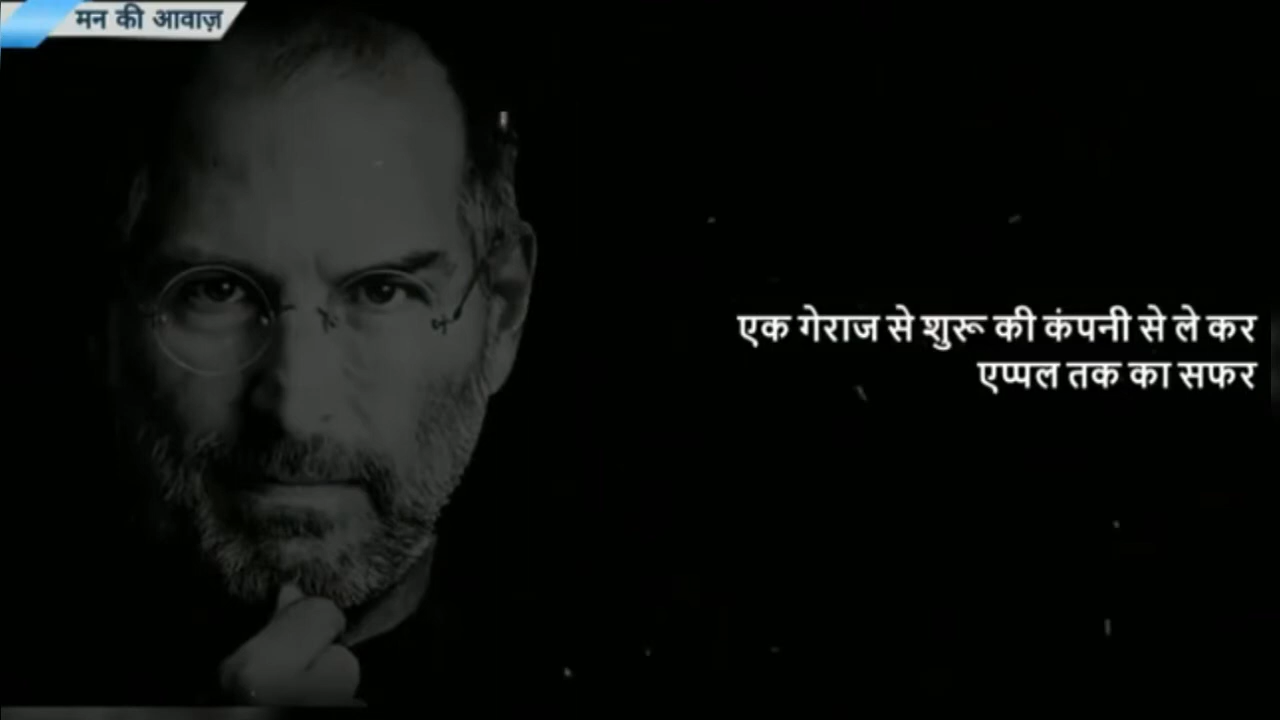 मन की आवाज़
एक गेराज से शुरू की कंपनी से ले कर
एप्पल तक का सफर